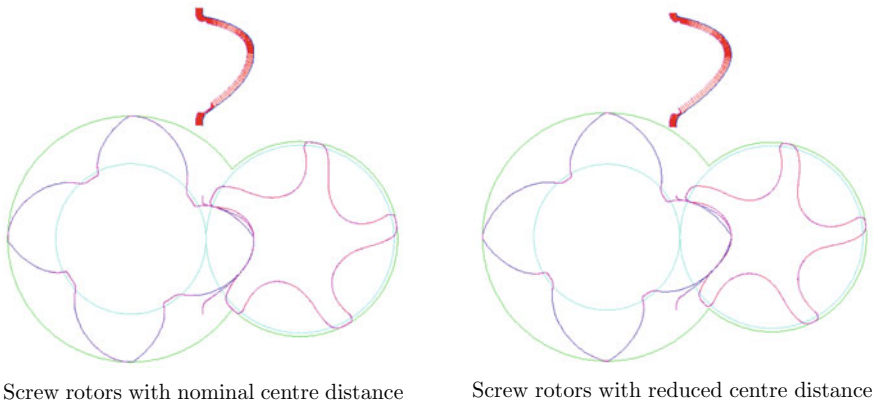 Screw rotors with nominal centre distance
Screw rotors with reduced centre distance